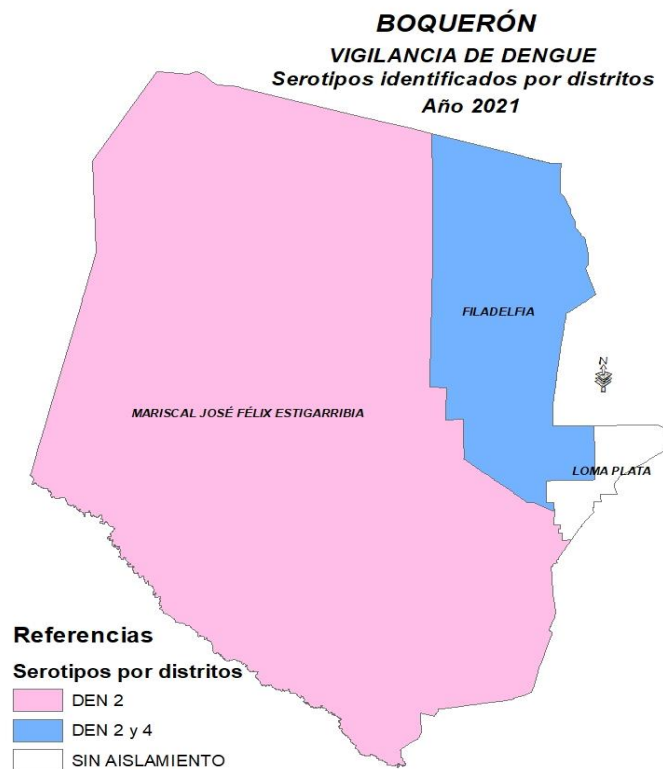 BOQUERÓN
VIGILANCIA DE DENGUE
Serotipos identificados por distritos
Año 2021
FILADELFIA
N
MARISCAL JOSÉ FÉLIX ESTIGARRIBIA
LOMA PLATA
Referencias
Serotipos por distritos
DEN 2
DEN 2 y 4
SIN AISLAMIENTO